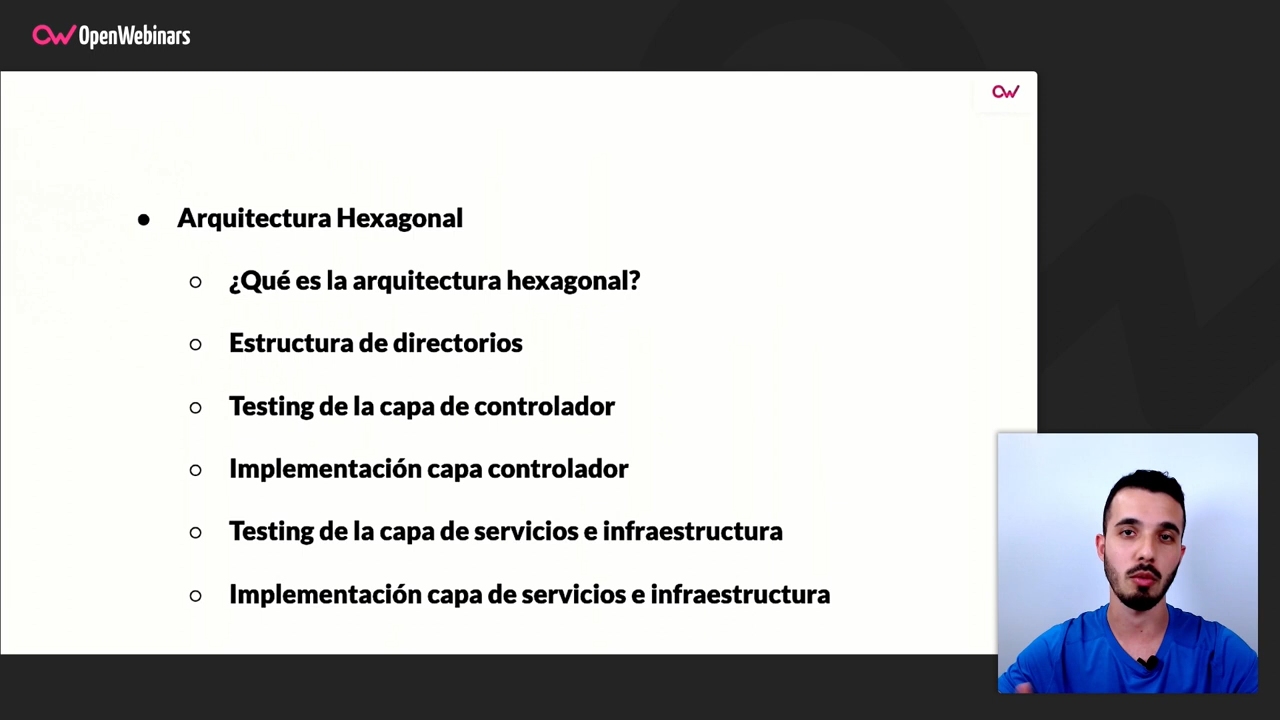 OpenWebinars
Arquitectura Hexagonal
¿Qué es la arquitectura hexagonal?
Estructura de directorios
Testing de la capa de controlador
Implementación capa controlador
Testing de la capa de servicios e infraestructura
Implementación capa de servicios e infraestructura